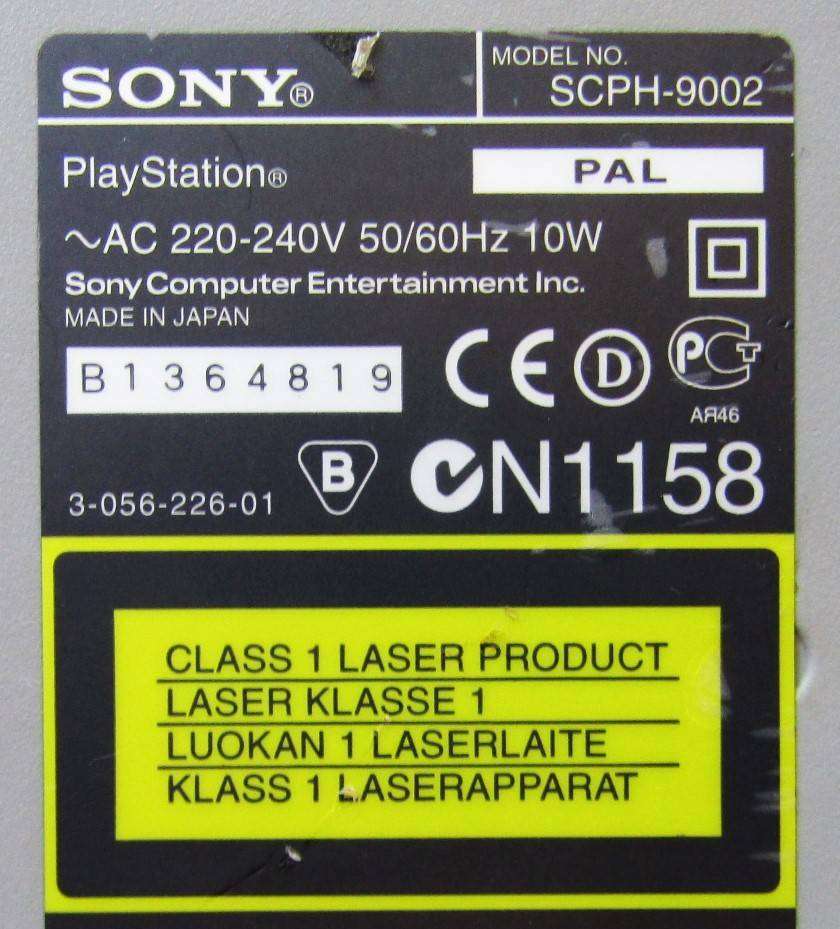 SONY®
MODEL NO.
SCPH-9002
PlayStation®
PAL
~AC 220-240V 50/60Hz 10W
Sony Computer Entertainment Inc.
MADE IN JAPAN
B1364819
CE D PCT
АЯ46
3-056-226-01
B
N1158
CLASS 1 LASER PRODUCT
LASER KLASSE 1
LUOKAN 1 LASERLAITE
KLASS 1 LASERAPPARAT